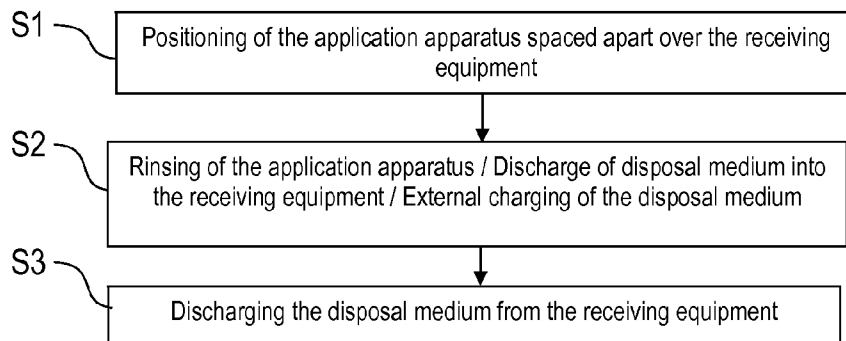 S1
Positioning of the application apparatus spaced apart over the receiving
equipment
S2
Rinsing of the application apparatus / Discharge of disposal medium into
the receiving equipment / External charging of the disposal medium
S3
Discharging the disposal medium from the receiving equipment